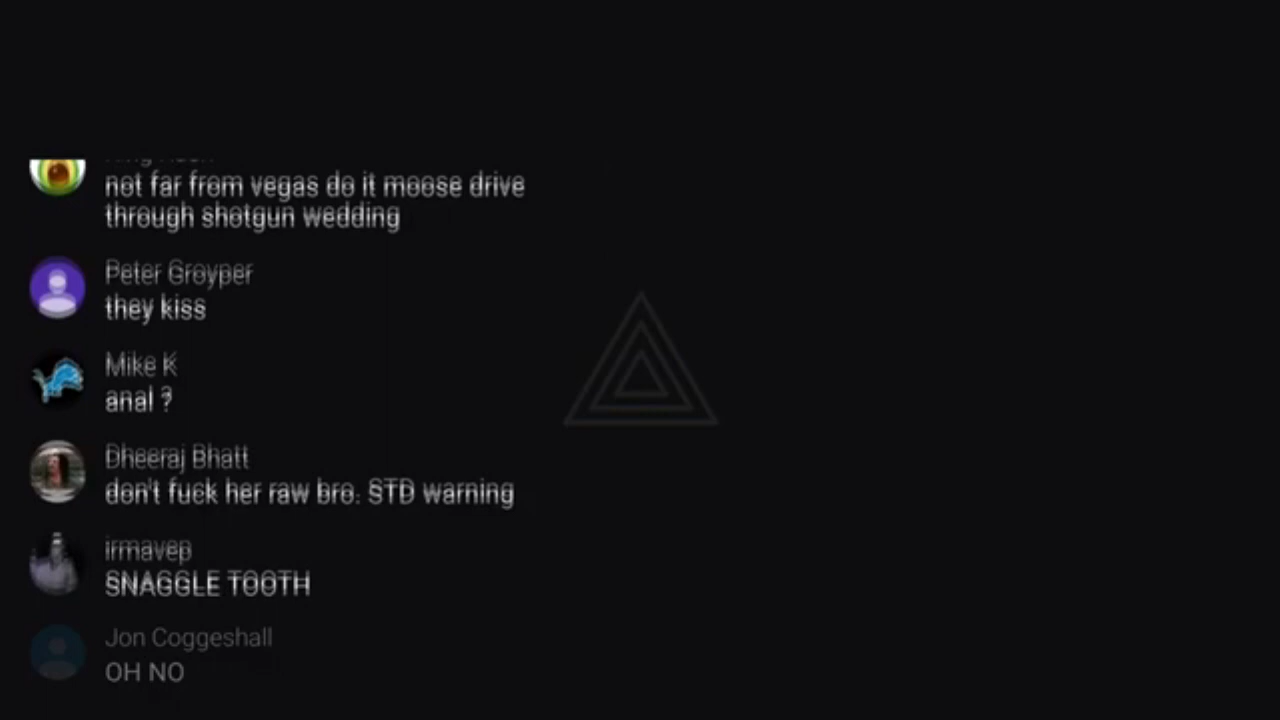 not far from vegas do it moose drive
through shotgun wedding
Peter Groyper
they kiss
Mike K
anal ?
Dheeraj Bhatt
don't fuck her raw bro. STD warning
irmavep
SNAGGLE TOOTH
Jon Coggeshall
OH NO